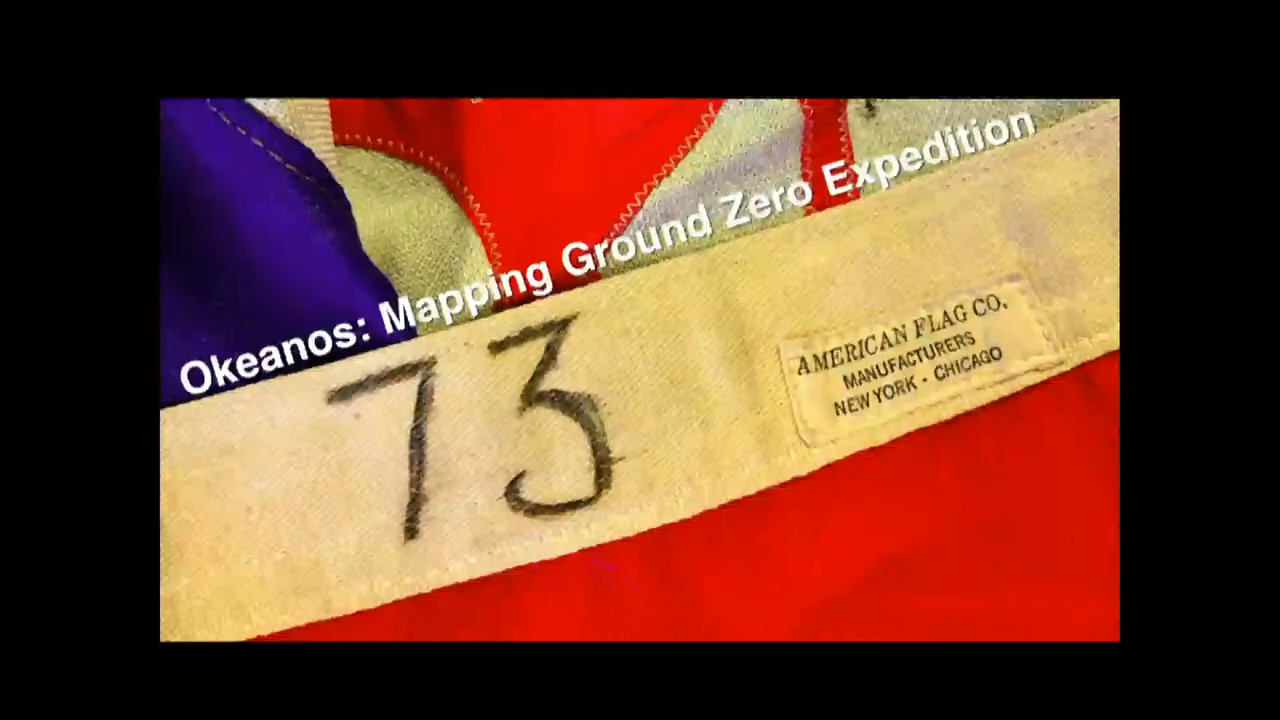 Okeanos: Mapping Ground Zero Expedition
73
AMERICAN FLAG CO.
MANUFACTURERS
NEW YORK · CHICAGO